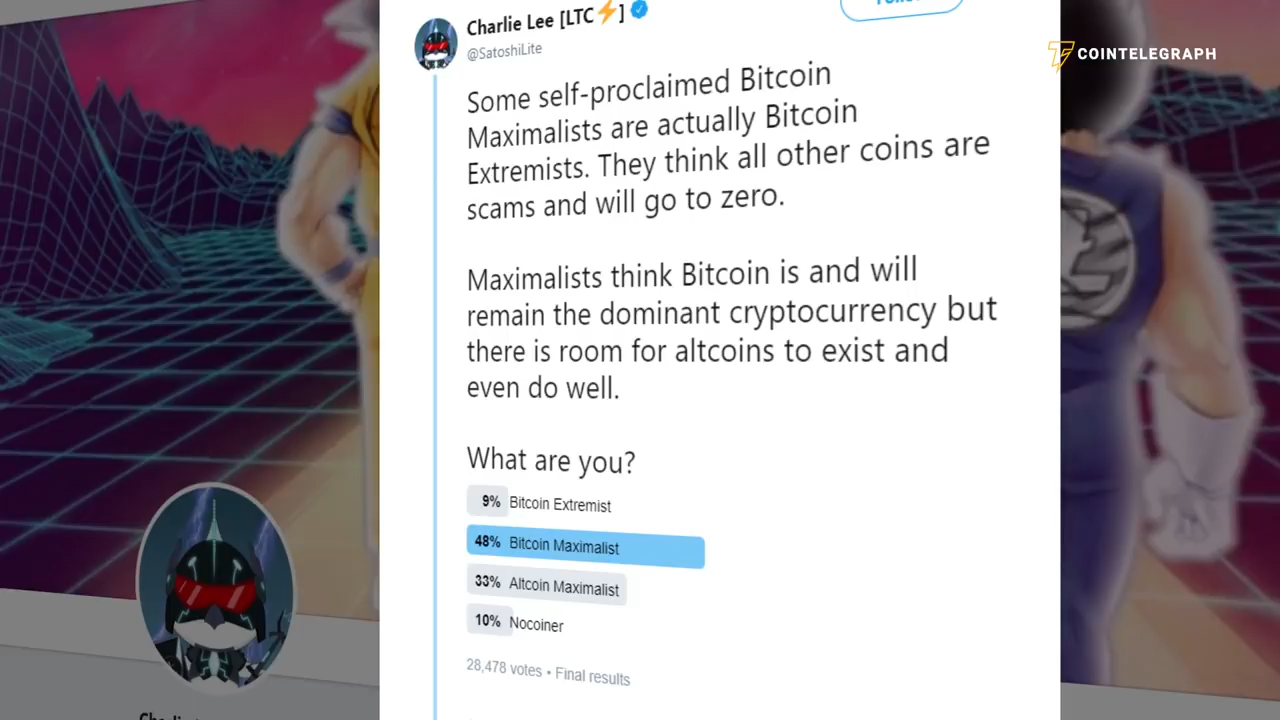 Charlie Lee [LTC⚡]
@SatoshiLite
COINTELEGRAPH
Some self-proclaimed Bitcoin
Maximalists are actually Bitcoin
Extremists. They think all other coins are
scams and will go to zero.
Maximalists think Bitcoin is and will
remain the dominant cryptocurrency but
there is room for altcoins to exist and
even do well.
What are you?
9% Bitcoin Extremist
48% Bitcoin Maximalist
33% Altcoin Maximalist
10% Nocoiner
28,478 votes • Final results